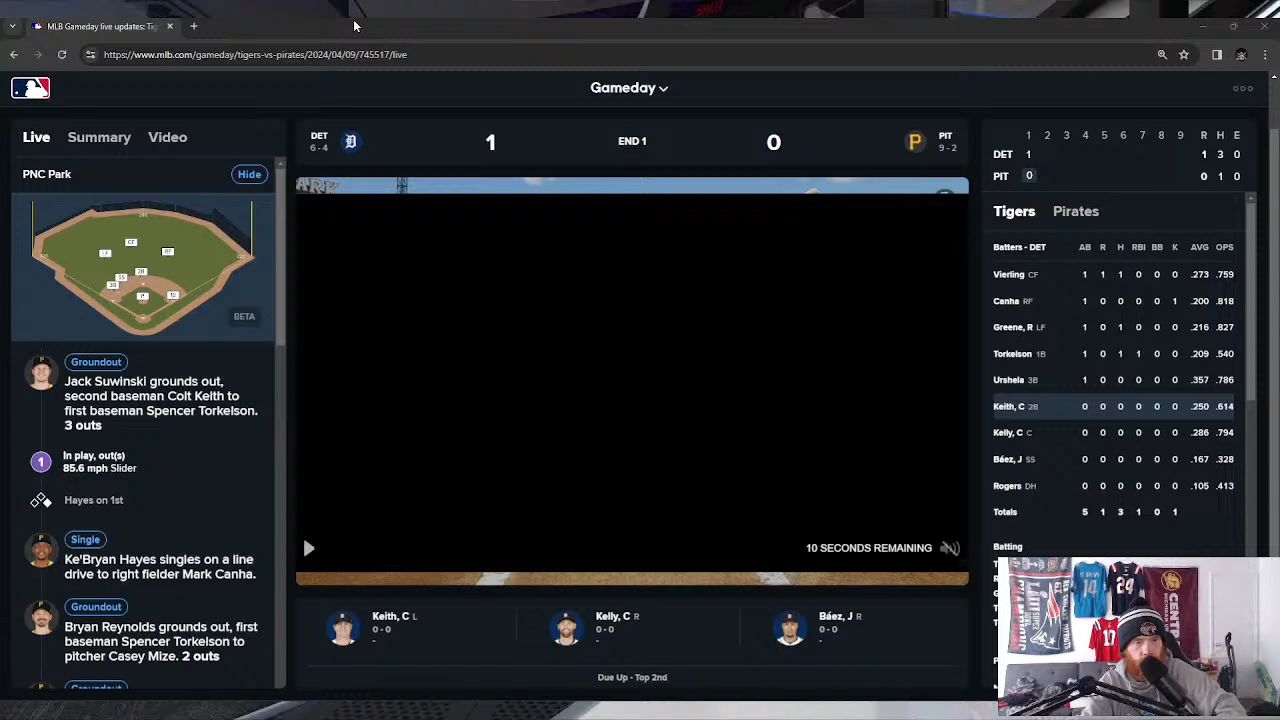 MLB Gameday live updates: Tig
https://www.mlb.com/gameday/tigers-vs-pirates/2024/04/09/745517/live
Gameday
Live Summary Video
PNC Park
Hide
CF
LF
RF
SS
2B
3B
P
1B
BETA
Groundout
Jack Suwinski grounds out,
second baseman Colt Keith to
first baseman Spencer Torkelson.
3 outs
1
In play, out(s)
85.6 mph Slider
Hayes on 1st
Single
Ke'Bryan Hayes singles on a line
drive to right fielder Mark Canha.
Groundout
Bryan Reynolds grounds out, first
baseman Spencer Torkelson to
pitcher Casey Mize. 2 outs
Groundout
DET
6-4
1
END 1
0
PIT
9-2
10 SECONDS REMAINING
Keith, C L
0-0
-
Kelly, C R
0-0
-
Báez, J R
0-0
-
Due Up - Top 2nd
1 2 3 4 5 6 7 8 9 R H E
DET 1 1 3 0
PIT 0 0 1 0
Tigers Pirates
Batters - DET AB R H RBI BB K AVG OPS
Vierling CF 1 1 1 0 0 0 .273 .759
Canha RF 1 0 0 0 0 1 .200 .818
Greene, R LF 1 0 1 0 0 0 .216 .827
Torkelson 1B 1 0 1 1 0 0 .209 .540
Urshela 3B 1 0 0 0 0 0 .357 .786
Keith, C 2B 0 0 0 0 0 0 .250 .614
Kelly, C C 0 0 0 0 0 0 .286 .794
Báez, J SS 0 0 0 0 0 0 .167 .328
Rogers DH 0 0 0 0 0 0 .105 .413
Totals 5 1 3 1 0 1
Batting
14
24
17